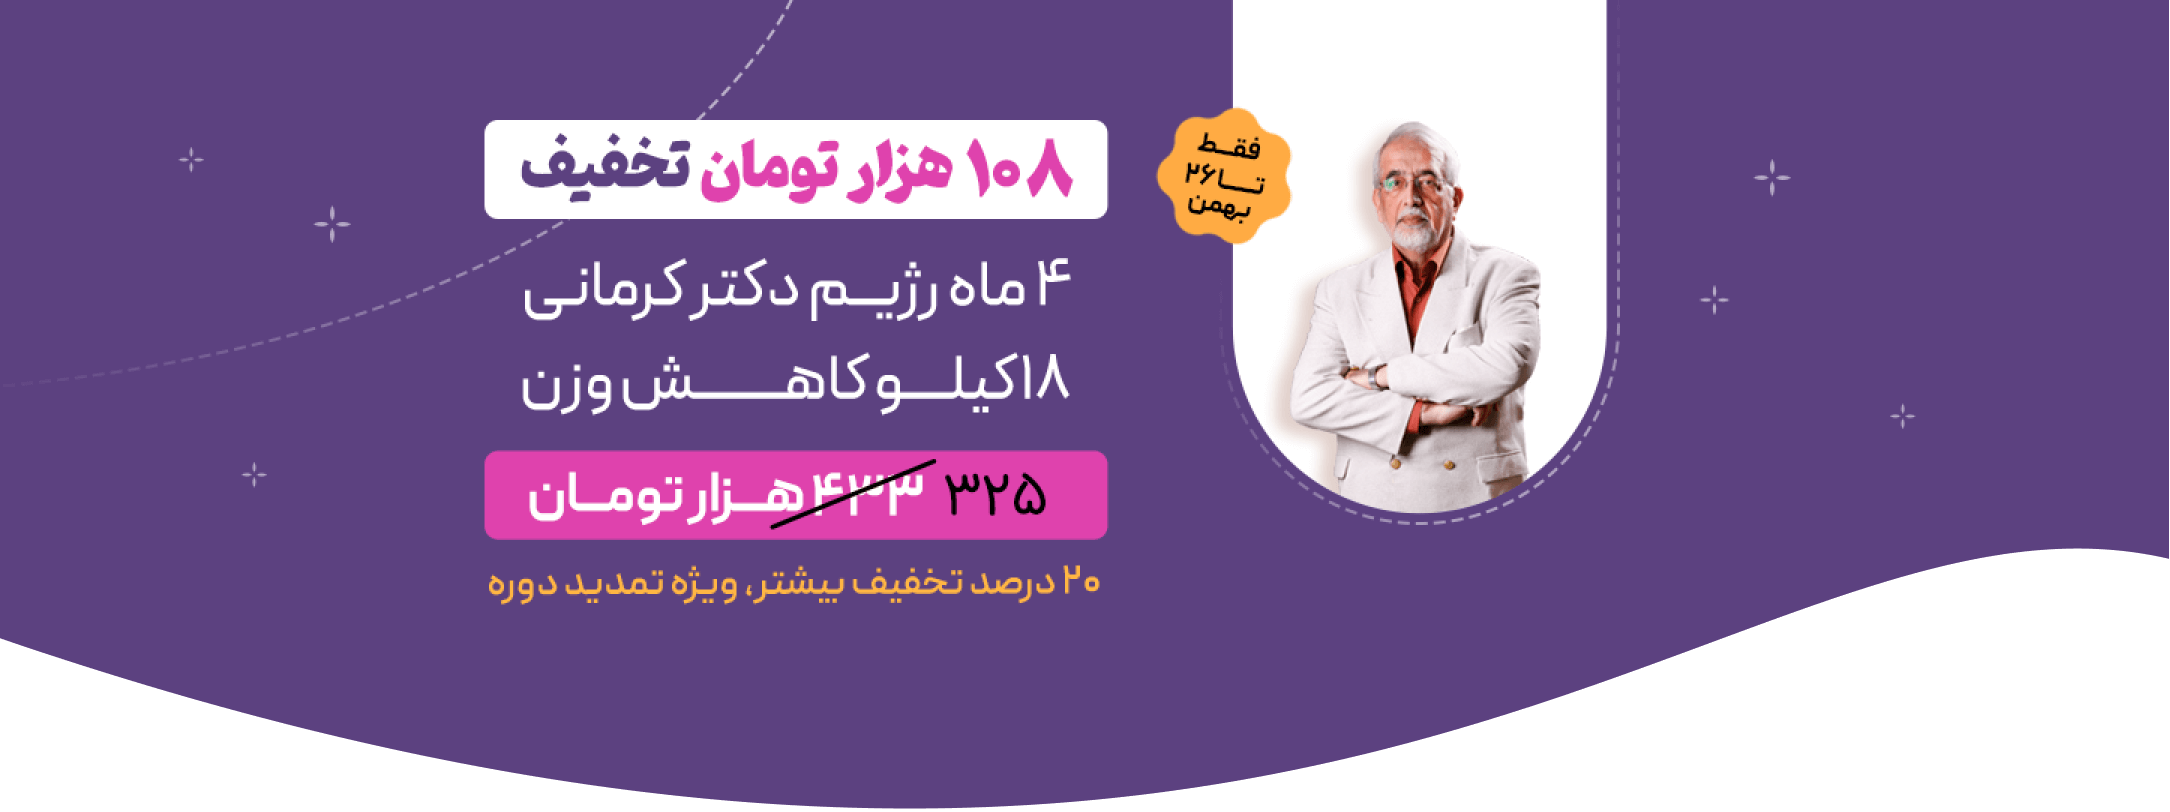 فقط
تا ۲۶
بهمن
۱۰۸ هزار تومان تخفیف
۴ ماه رژیم دکتر کرمانی
۱۸ کیلو کاهش وزن
۳۲۵ ۴۳۳ هزار تومان
۲۰ درصد تخفیف بیشتر، ویژه تمدید دوره